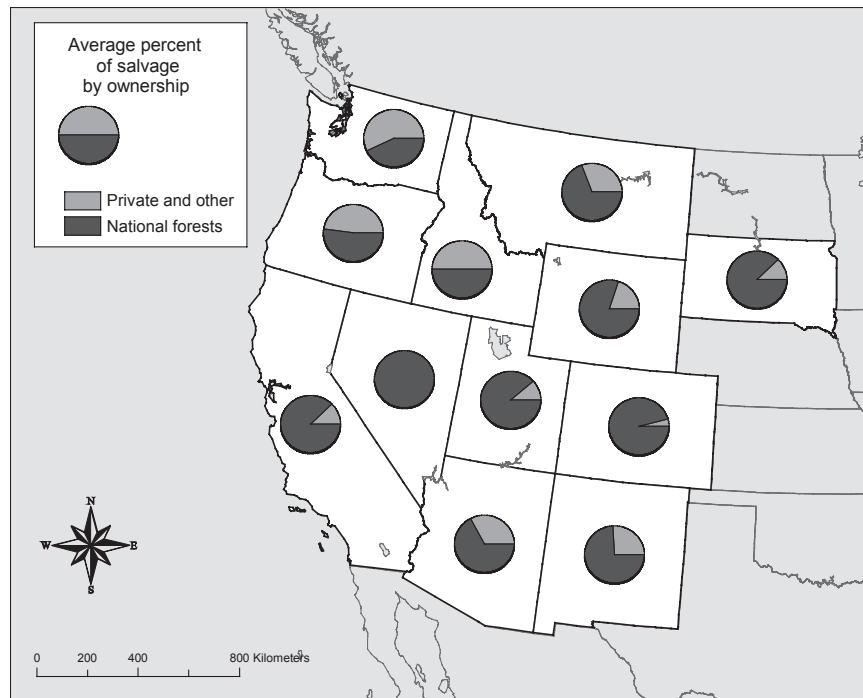 Average percent
of salvage
by ownership
Private and other
National forests
N
W E
S
0 200 400 800 Kilometers